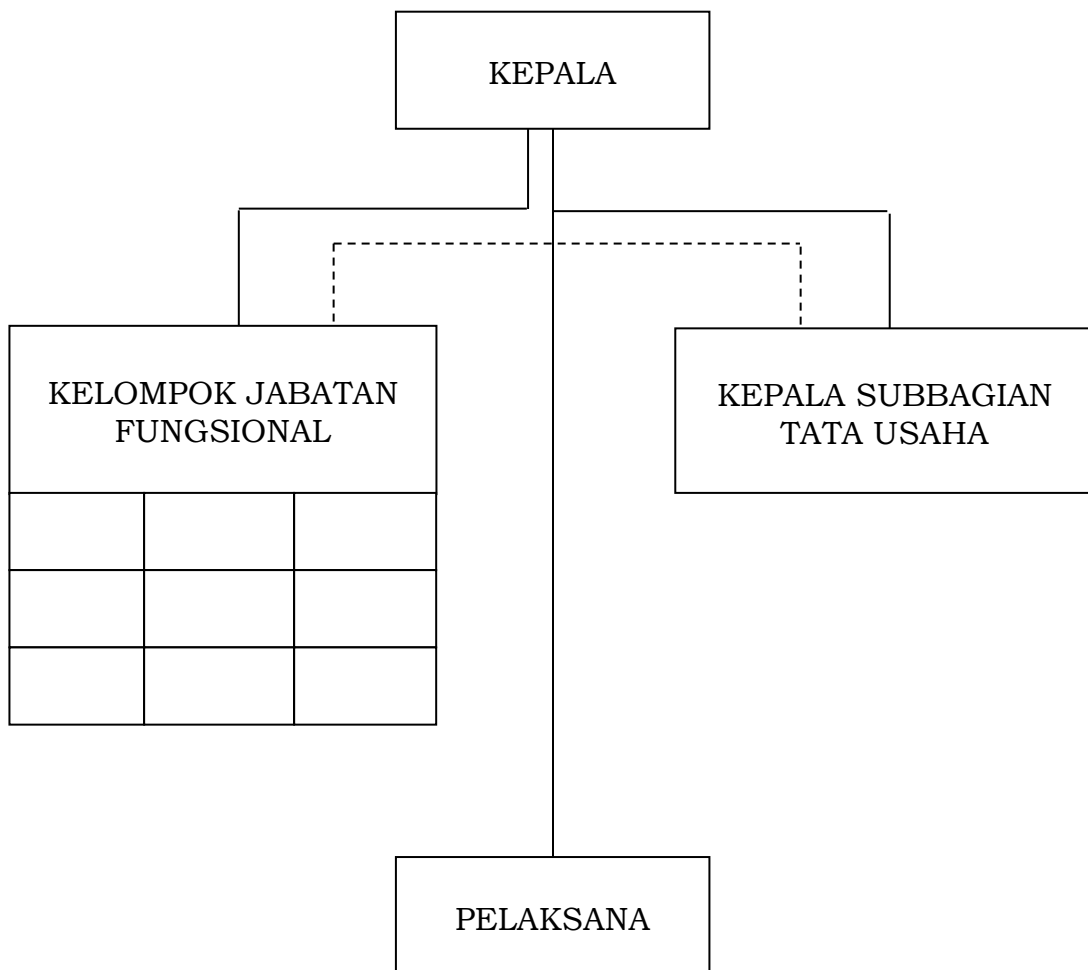 KEPALA
KELOMPOK JABATAN
FUNGSIONAL
KEPALA SUBBAGIAN
TATA USAHA
PELAKSANA